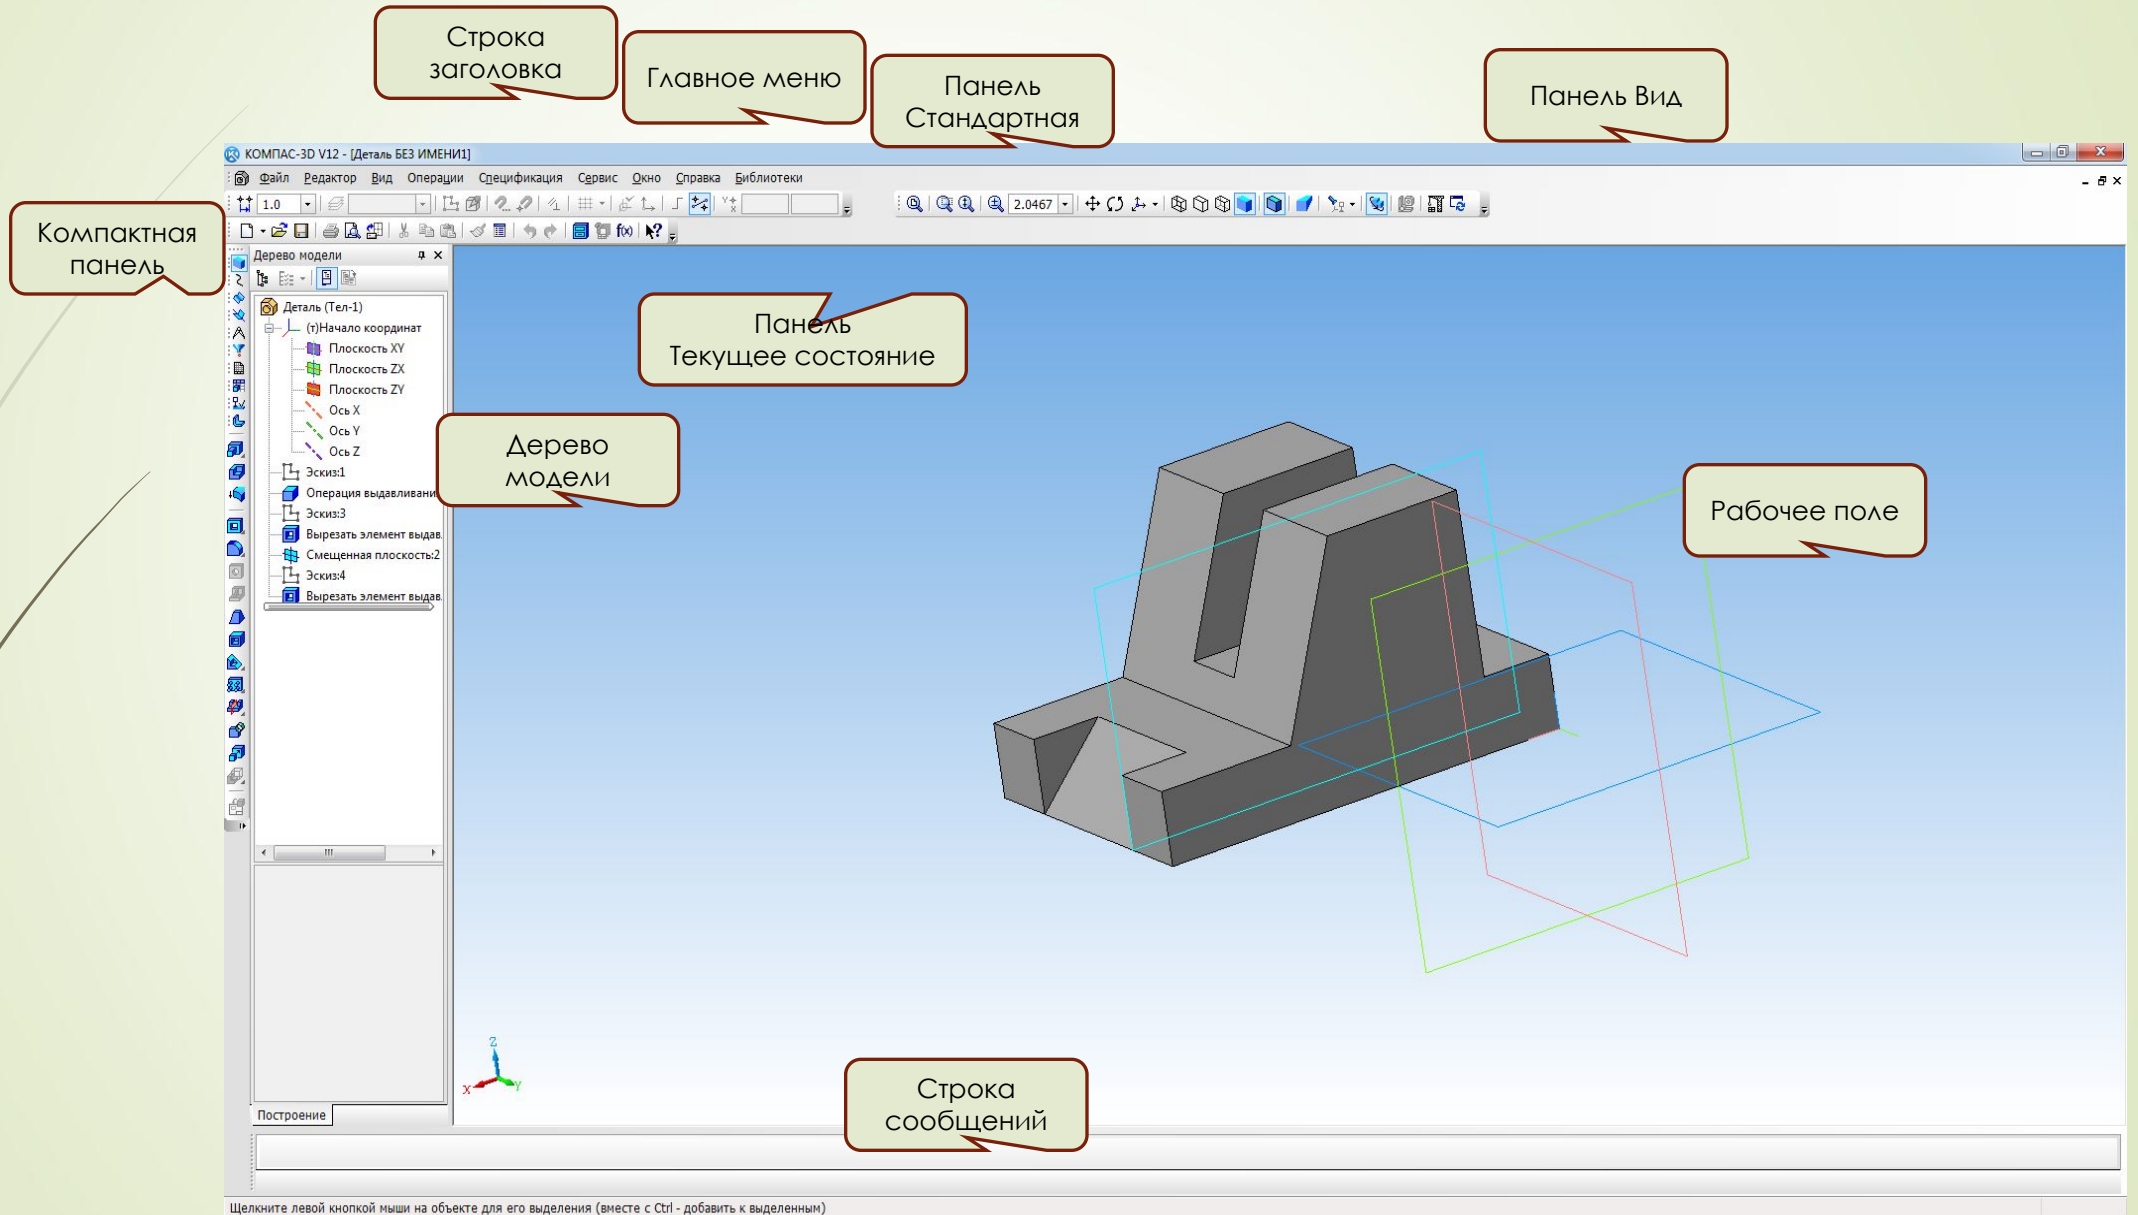 Строка
заголовка
Главное меню
Панель
Стандартная
Панель Вид
КОМПАС-3D V12 - [Деталь БЕЗ ИМЕНИ1]
Файл Редактор Вид Операции Спецификация Сервис Окно Справка Библиотеки
1.0
2.0467
f(x)
Компактная
панель
Дерево модели
Деталь (Тел-1)
(т)Начало координат
Плоскость XY
Плоскость ZX
Плоскость ZY
Ось X
Ось Y
Ось Z
Эскиз:1
Операция выдавливани
Эскиз:3
Вырезать элемент выдав
Смещенная плоскость:2
Эскиз:4
Вырезать элемент выдав
Панель
Текущее состояние
Дерево
модели
Рабочее поле
Z
X
Y
Строка
сообщений
Построение
Щелкните левой кнопкой мыши на объекте для его выделения (вместе с Ctrl - добавить к выделенным)